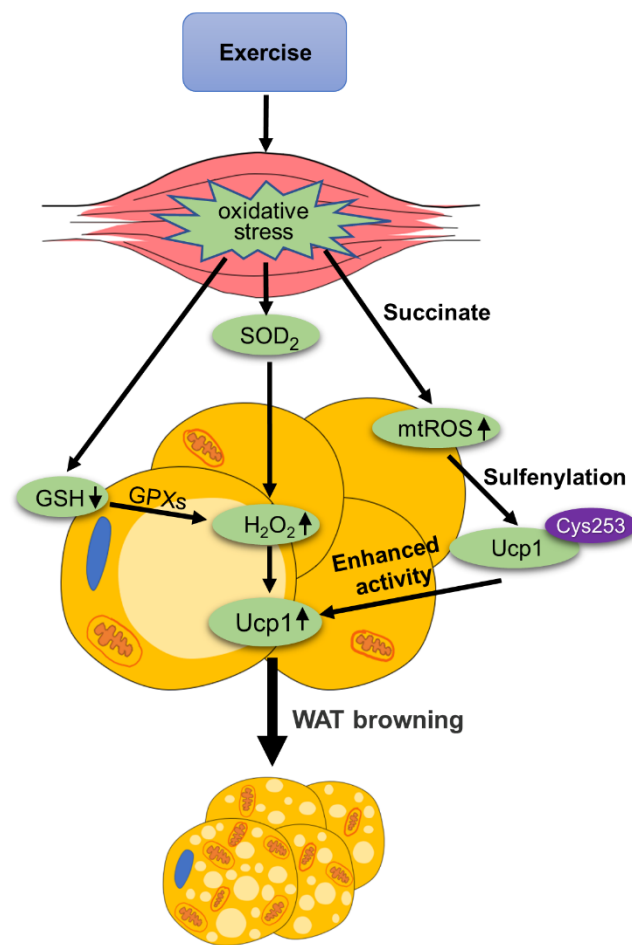 Exercise
oxidative
stress
Succinate
SOD₂
mtROS
Sulfenylation
GSH
GPXs
H₂O₂
Cys253
Ucp1
Enhanced
activity
Ucp1
WAT browning